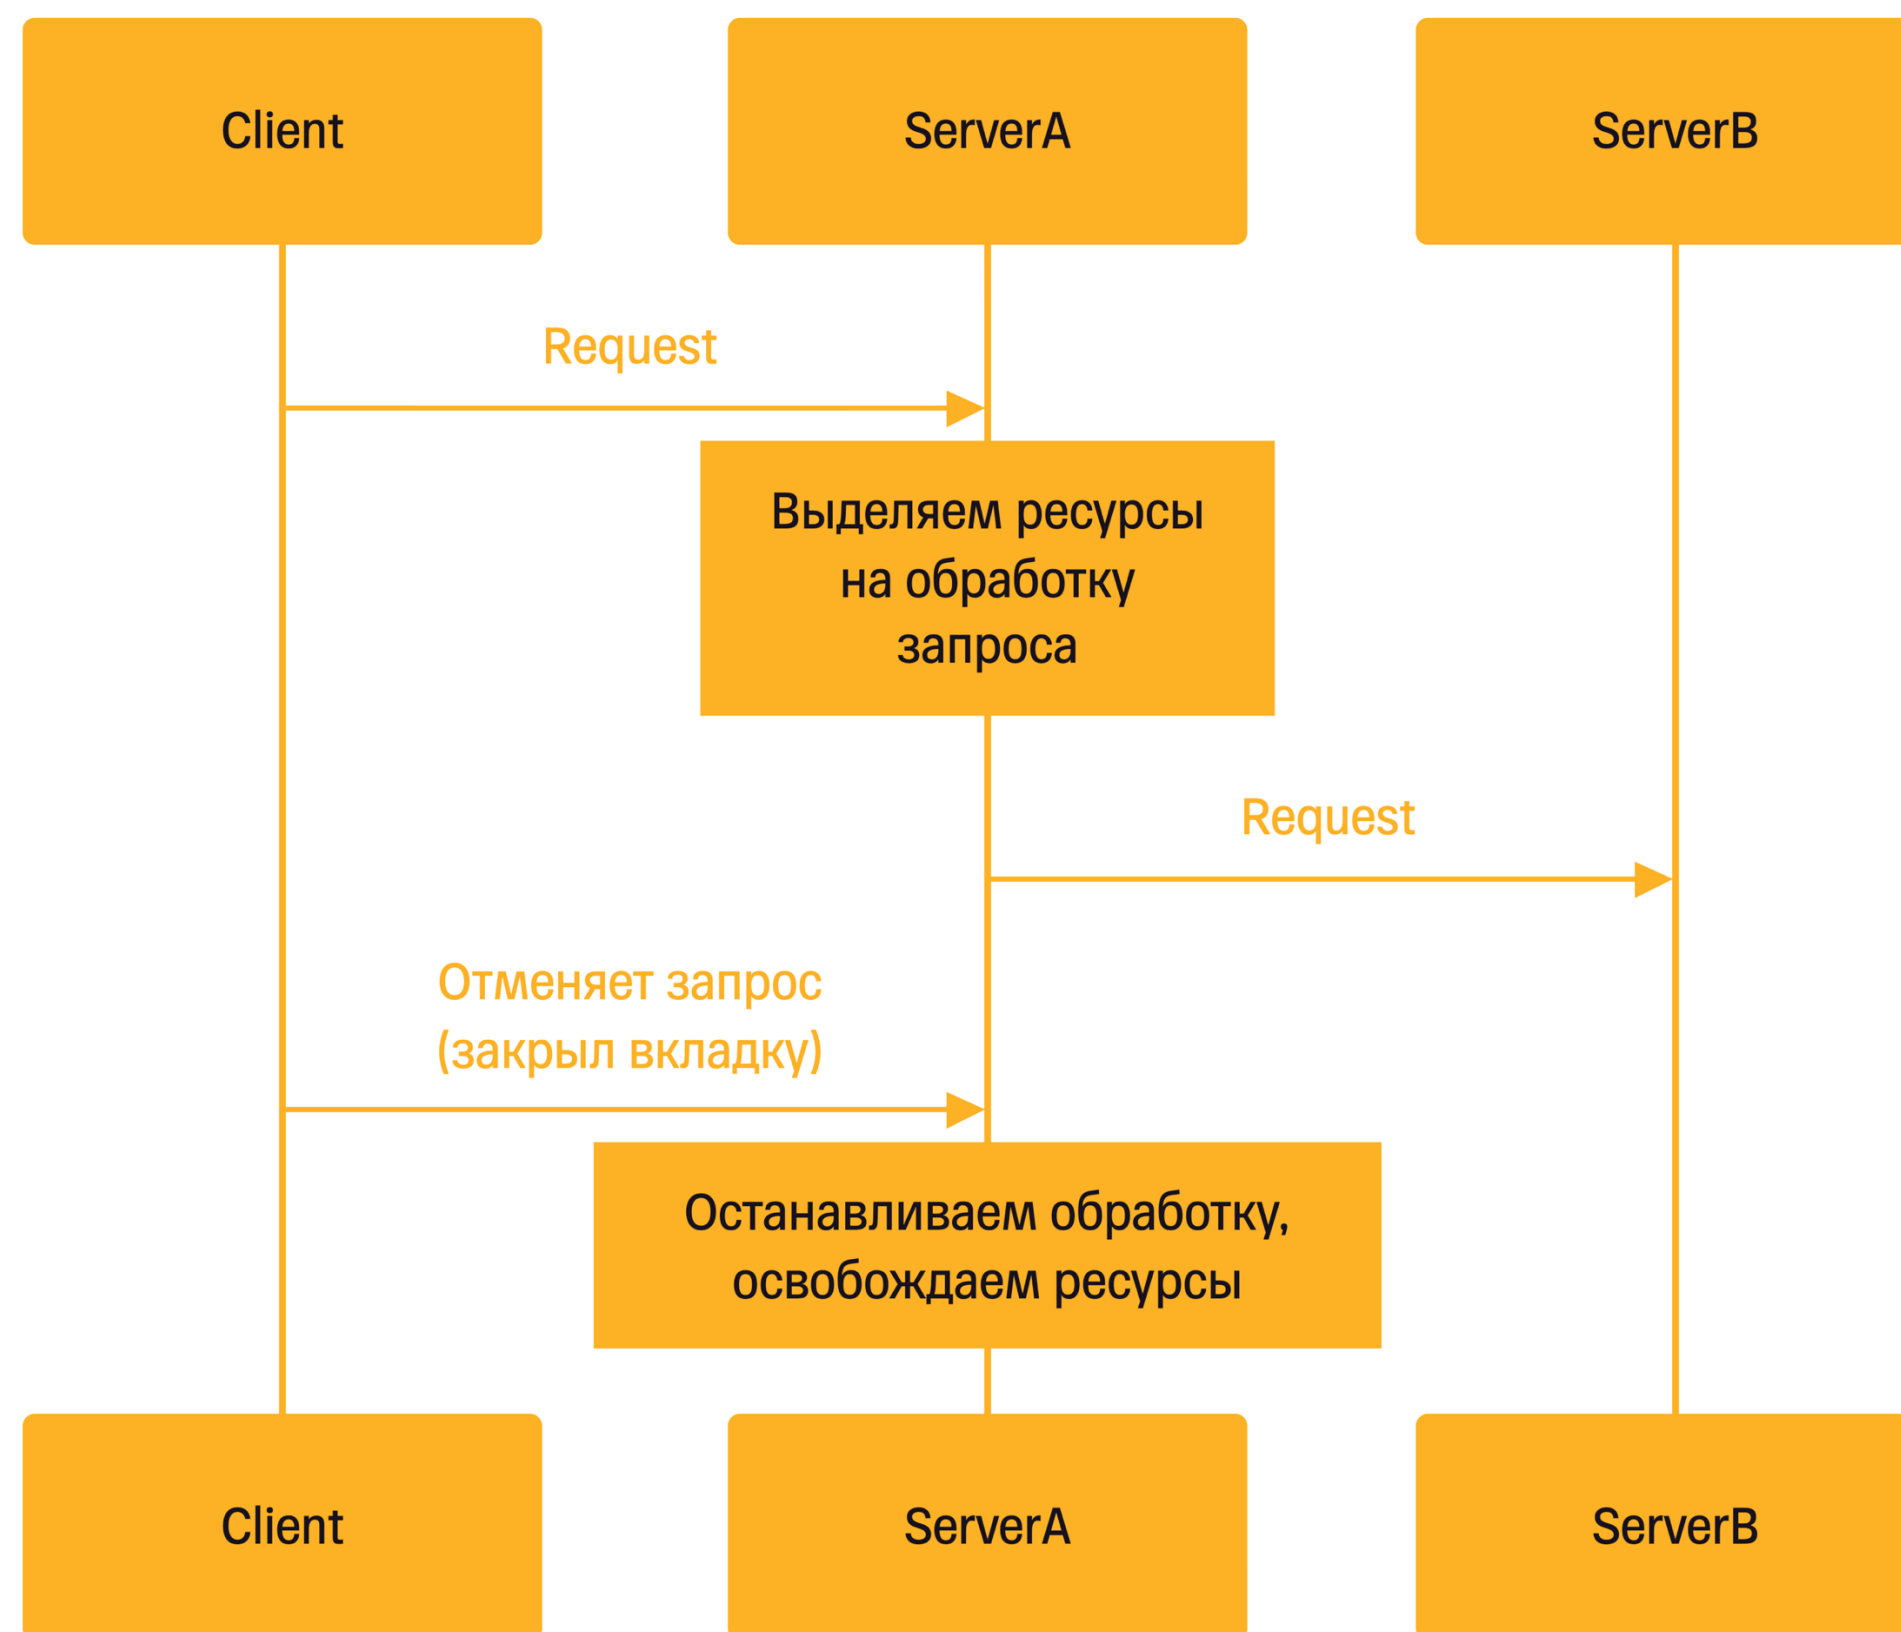 Client
ServerA
ServerB
Request
Выделяем ресурсы
на обработку
запроса
Request
Отменяет запрос
(закрыл вкладку)
Останавливаем обработку,
освобождаем ресурсы
Client
ServerA
ServerB